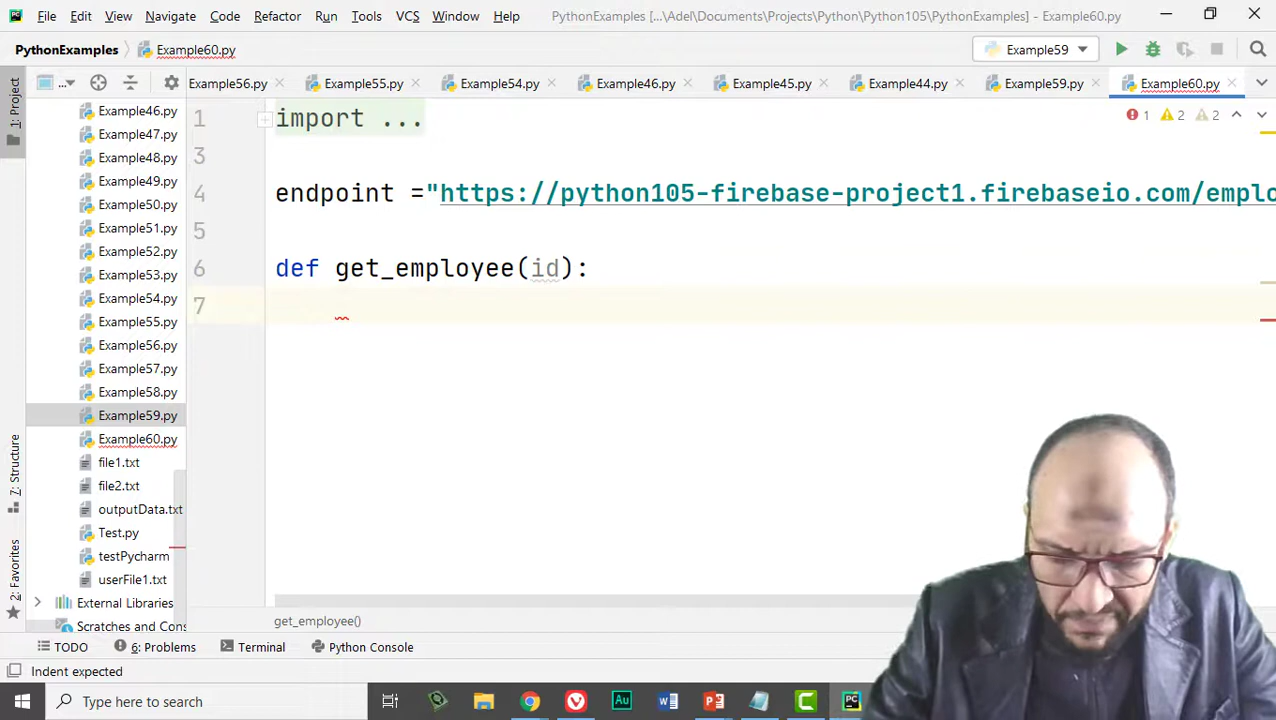 File Edit View Navigate Code Refactor Run Tools VCS Window Help PythonExamples [...\Adel\Documents\Projects\Python\Python105\PythonExamples] - Example60.py
PythonExamples Example60.py Example59
1: Project ... Example56.py Example55.py Example54.py Example46.py Example45.py Example44.py Example59.py Example60.py
Example46.py
Example47.py
Example48.py
Example49.py
Example50.py
Example51.py
Example52.py
Example53.py
Example54.py
Example55.py
Example56.py
Example57.py
Example58.py
Example59.py
Example60.py
file1.txt
file2.txt
outputData.txt
Test.py
testPycharm
userFile1.txt
External Libraries
Scratches and Cons
7: Structure
2: Favorites
1 import ...
1 2 2
3
4 endpoint ="https://python105-firebase-project1.firebaseio.com/emplo
5
6 def get_employee(id):
7
get_employee()
TODO 6: Problems Terminal Python Console
Indent expected
Type here to search